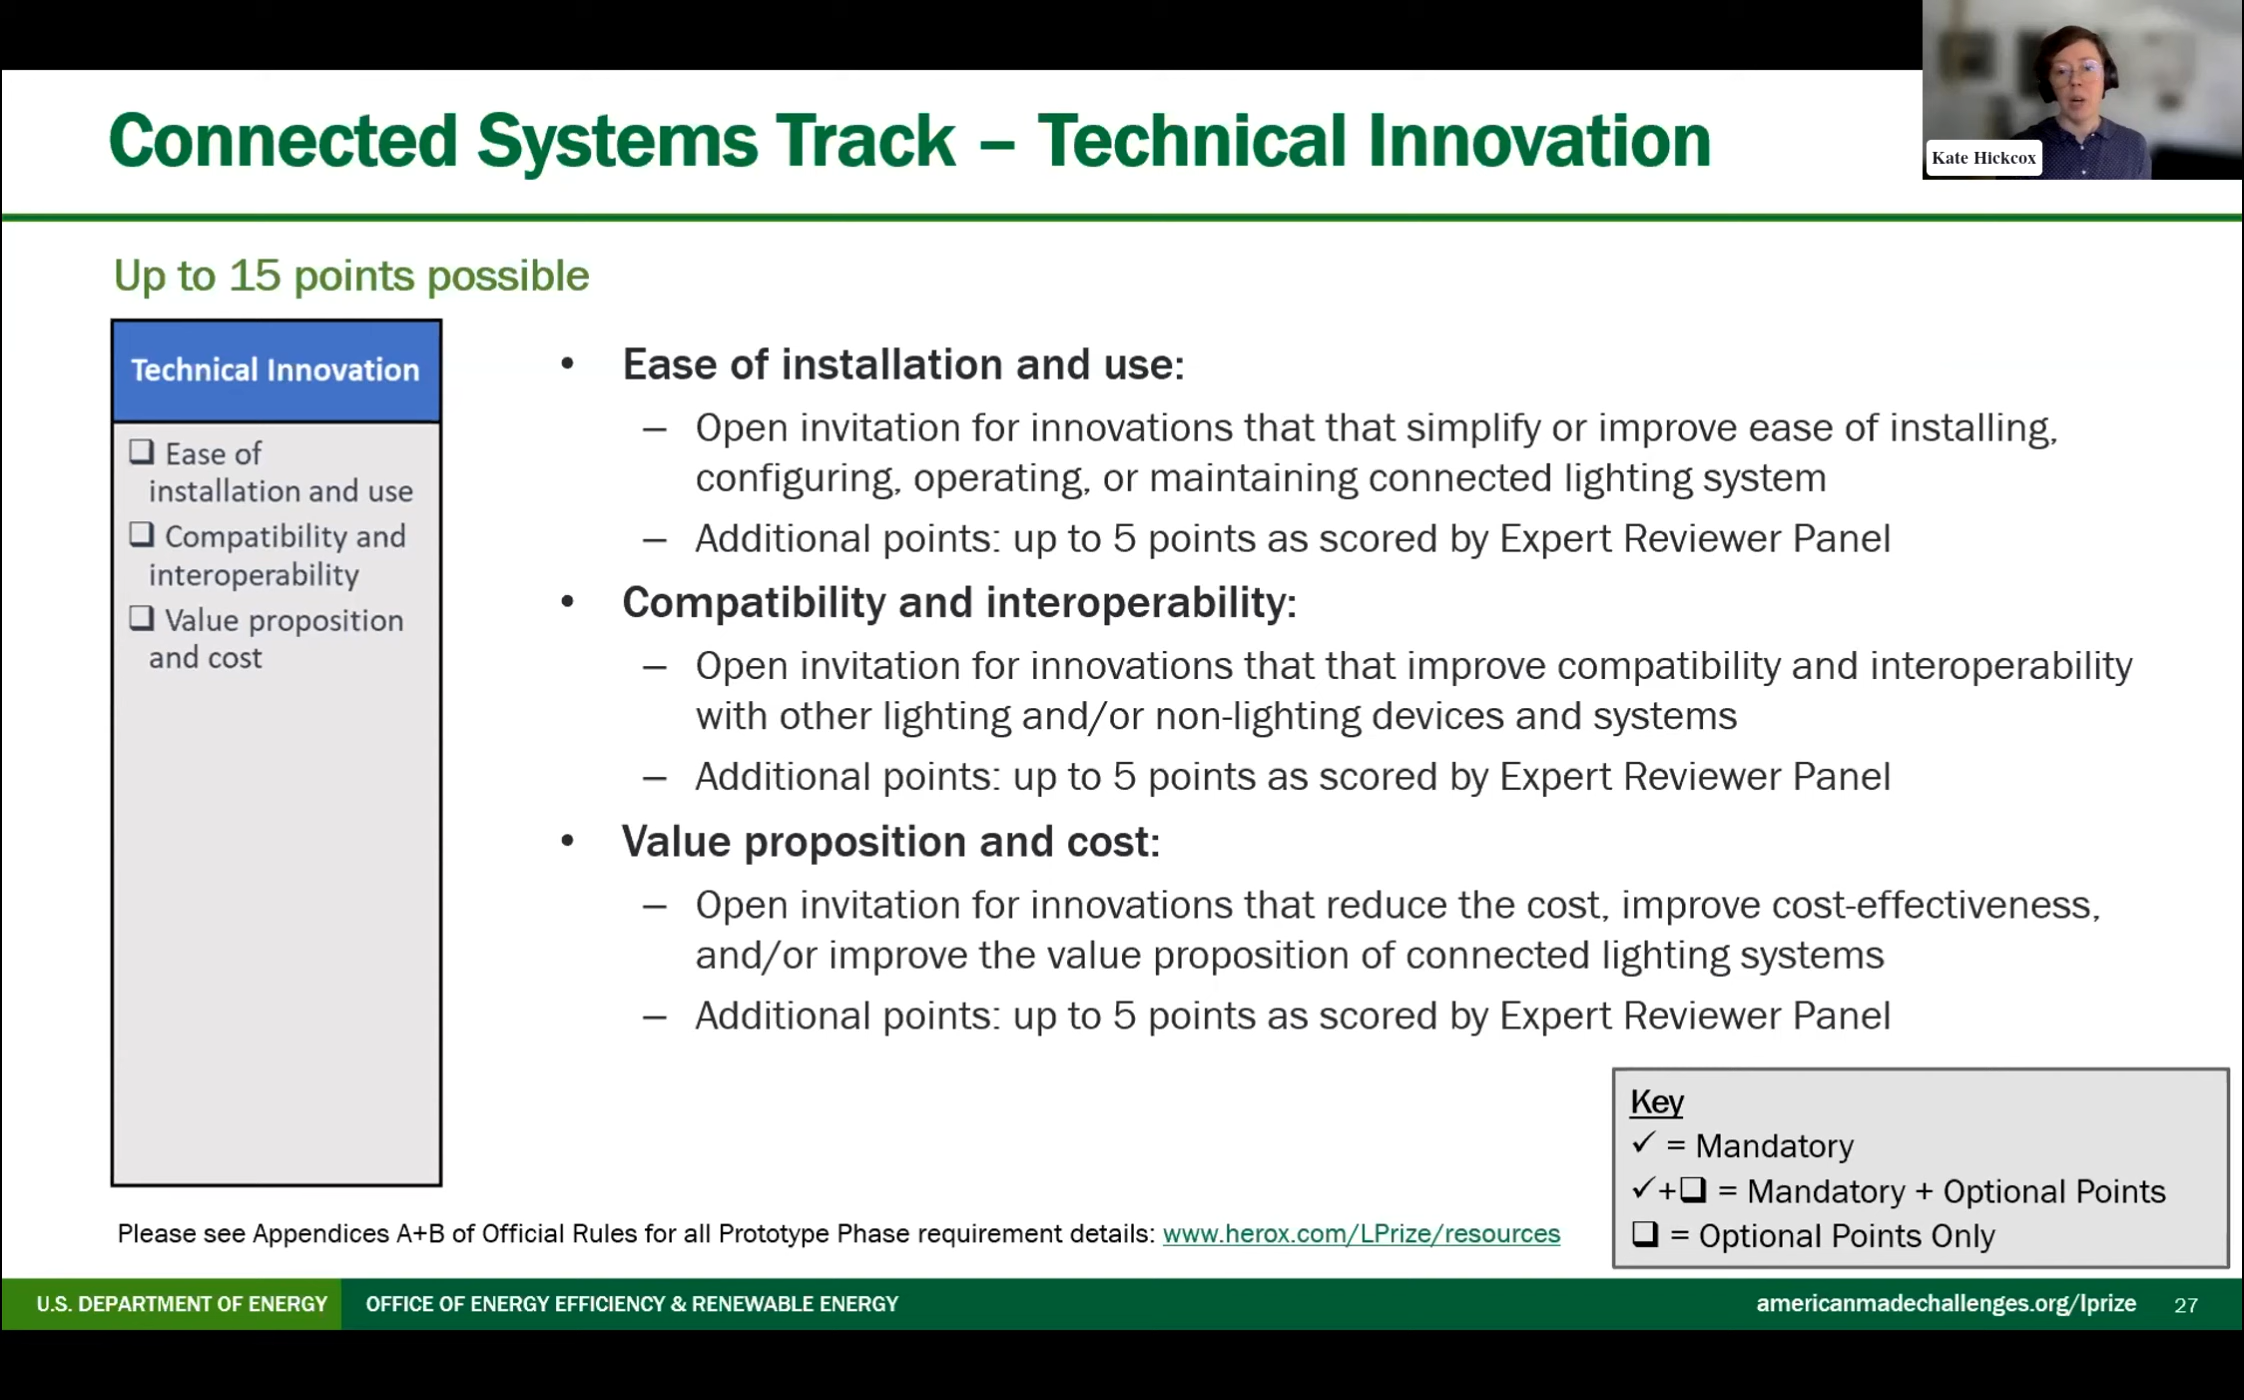 Connected Systems Track – Technical Innovation
Kate Hickcox
Up to 15 points possible
Technical Innovation
❑ Ease of
installation and use
❑ Compatibility and
interoperability
❑ Value proposition
and cost
• Ease of installation and use:
– Open invitation for innovations that that simplify or improve ease of installing,
configuring, operating, or maintaining connected lighting system
– Additional points: up to 5 points as scored by Expert Reviewer Panel
• Compatibility and interoperability:
– Open invitation for innovations that that improve compatibility and interoperability
with other lighting and/or non-lighting devices and systems
– Additional points: up to 5 points as scored by Expert Reviewer Panel
• Value proposition and cost:
– Open invitation for innovations that reduce the cost, improve cost-effectiveness,
and/or improve the value proposition of connected lighting systems
– Additional points: up to 5 points as scored by Expert Reviewer Panel
Key
✓ = Mandatory
✓+❑ = Mandatory + Optional Points
❑ = Optional Points Only
Please see Appendices A+B of Official Rules for all Prototype Phase requirement details: www.herox.com/LPrize/resources
U.S. DEPARTMENT OF ENERGY OFFICE OF ENERGY EFFICIENCY & RENEWABLE ENERGY americanmadechallenges.org/lprize 27